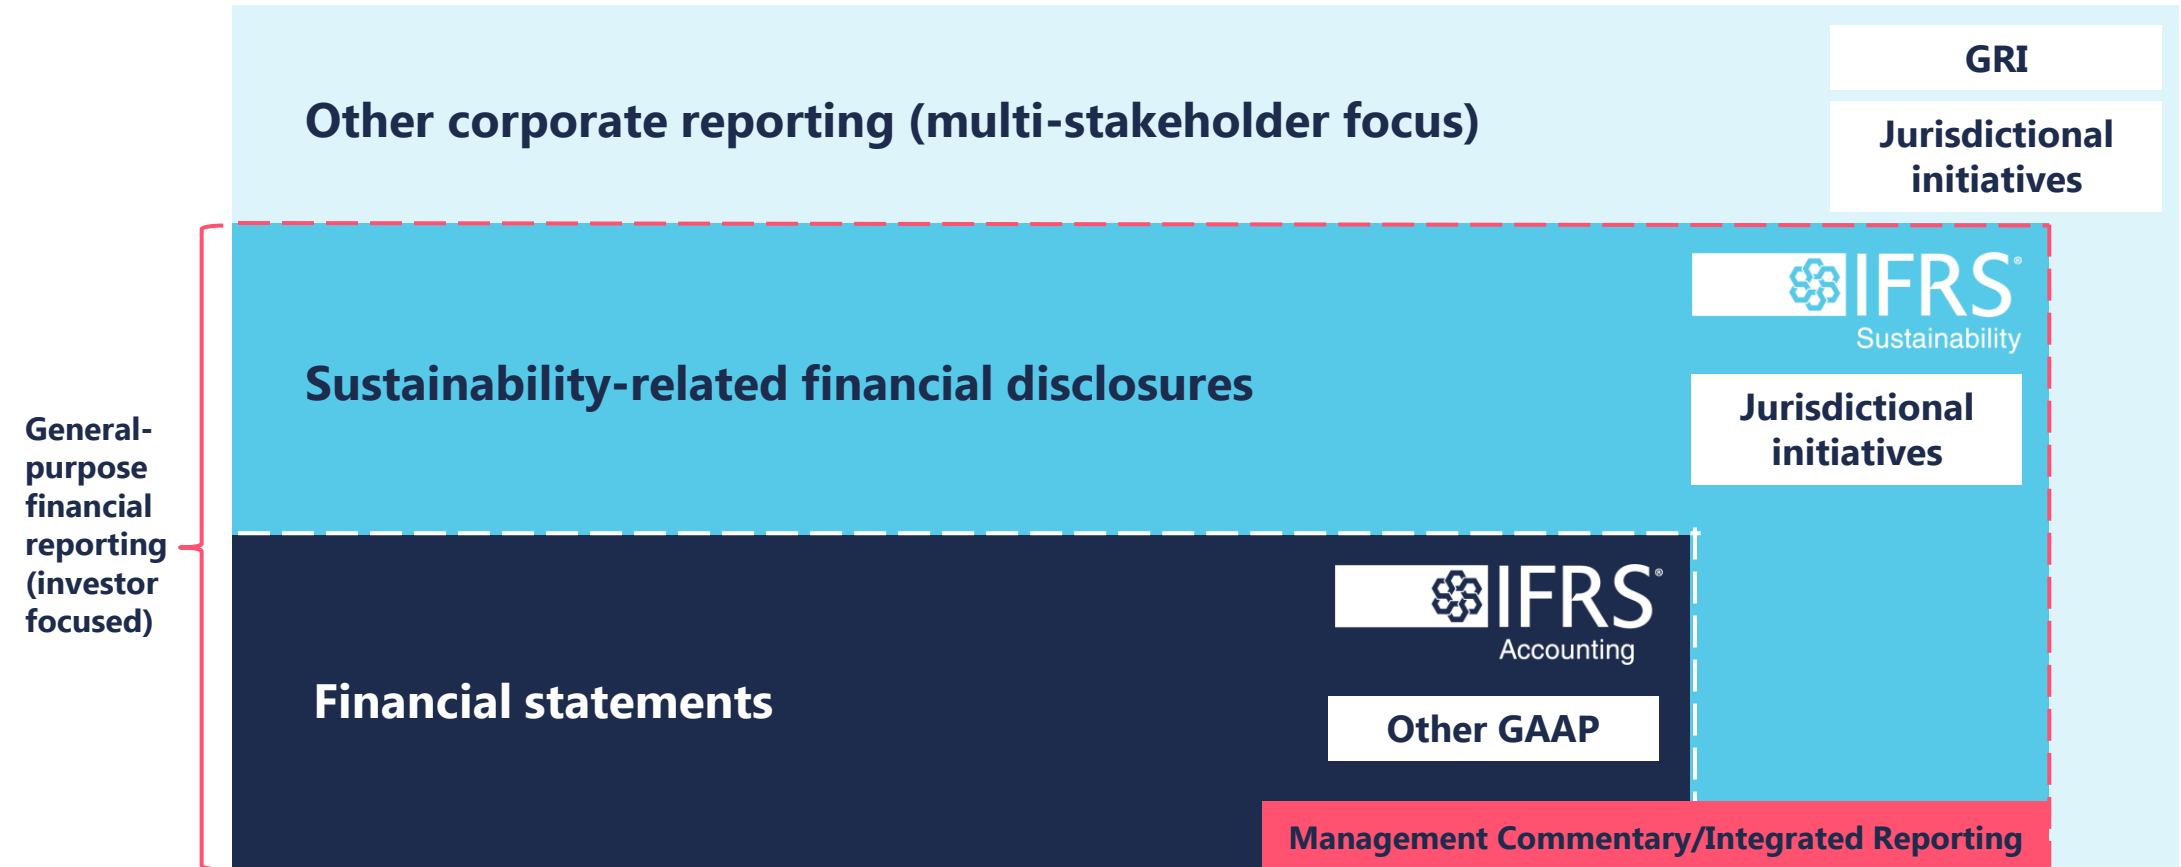 GRI
Other corporate reporting (multi-stakeholder focus)
Jurisdictional
initiatives
IFRS®
Sustainability
Sustainability-related financial disclosures
Jurisdictional
initiatives
General-
purpose
financial
reporting
(investor
focused)
IFRS®
Accounting
Financial statements
Other GAAP
Management Commentary/Integrated Reporting